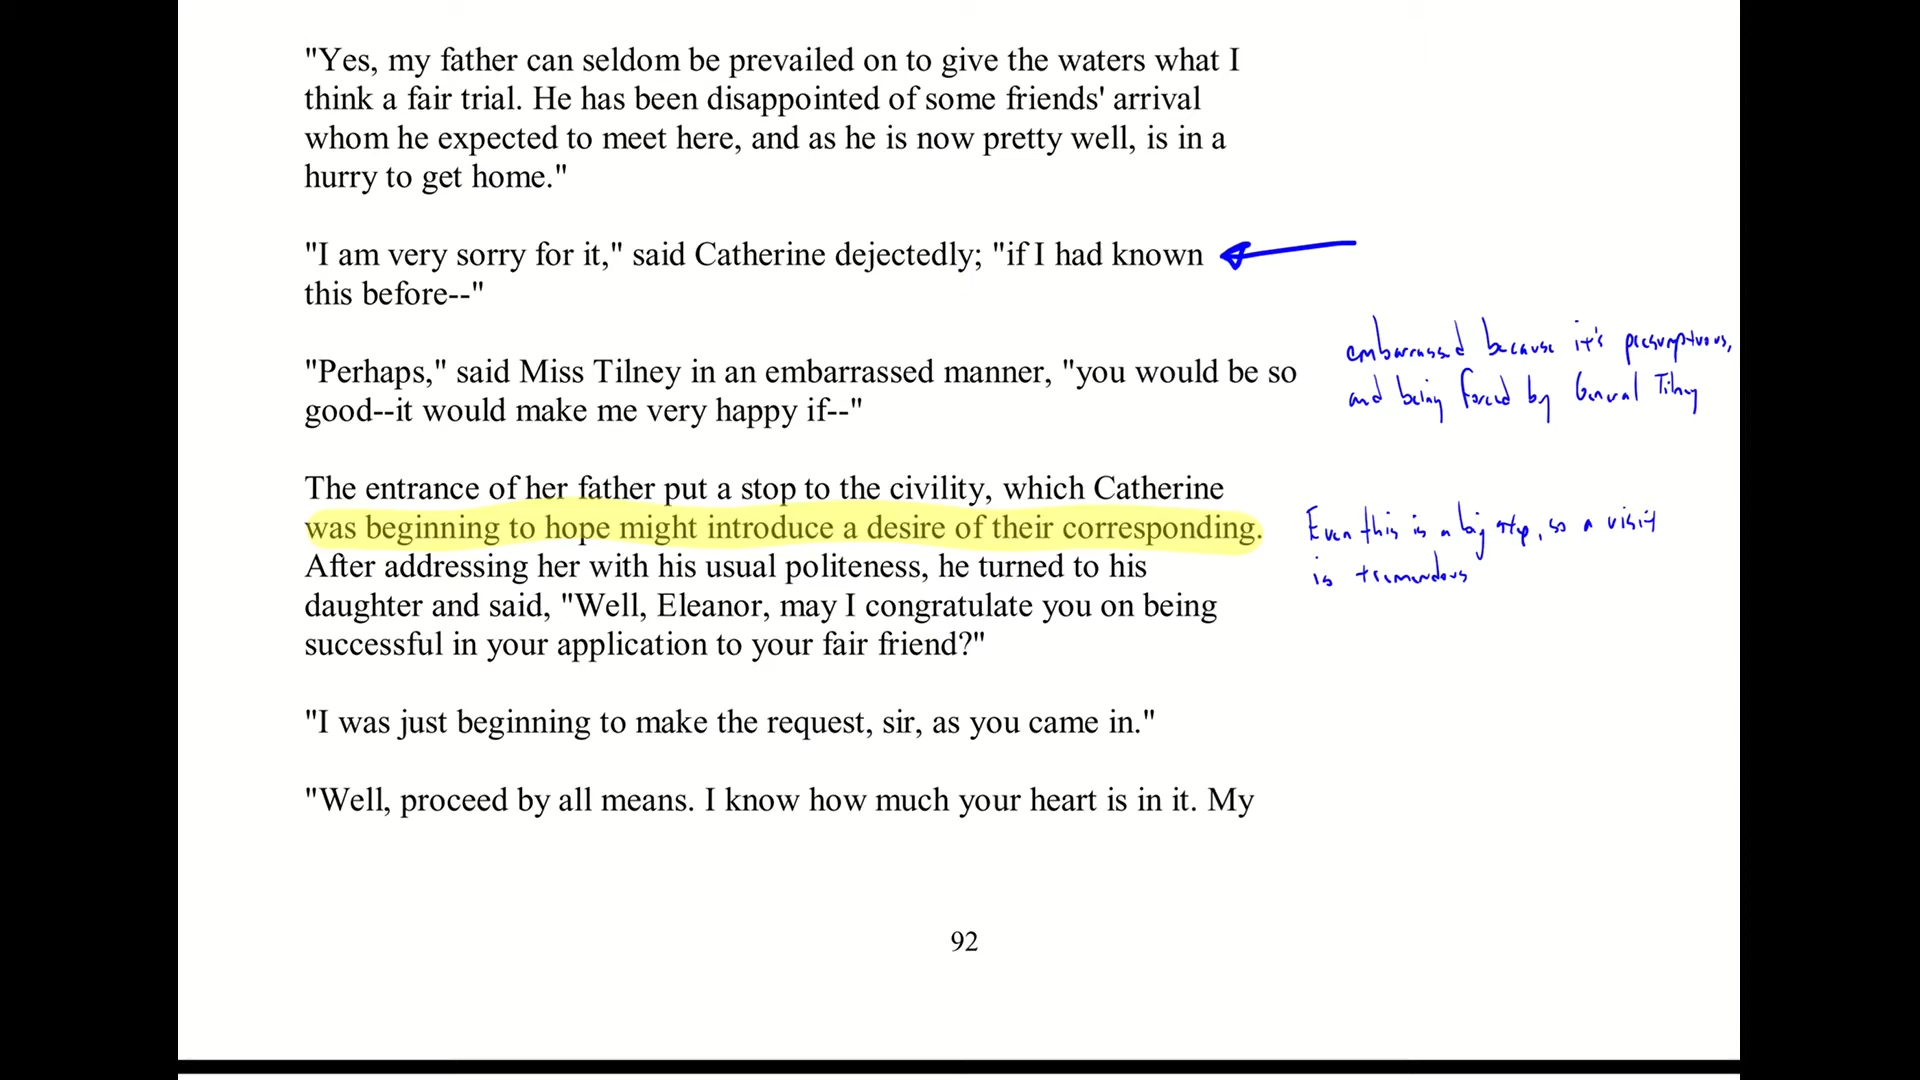 "Yes, my father can seldom be prevailed on to give the waters what I
think a fair trial. He has been disappointed of some friends' arrival
whom he expected to meet here, and as he is now pretty well, is in a
hurry to get home."
"I am very sorry for it," said Catherine dejectedly; "if I had known
this before--"
embarrassed because it's presumptuous,
and being forced by General Tilney
"Perhaps," said Miss Tilney in an embarrassed manner, "you would be so
good--it would make me very happy if--"
The entrance of her father put a stop to the civility, which Catherine
was beginning to hope might introduce a desire of their corresponding.
Even this is a big step, so a visit
is tremendous
After addressing her with his usual politeness, he turned to his
daughter and said, "Well, Eleanor, may I congratulate you on being
successful in your application to your fair friend?"
"I was just beginning to make the request, sir, as you came in."
"Well, proceed by all means. I know how much your heart is in it. My
92